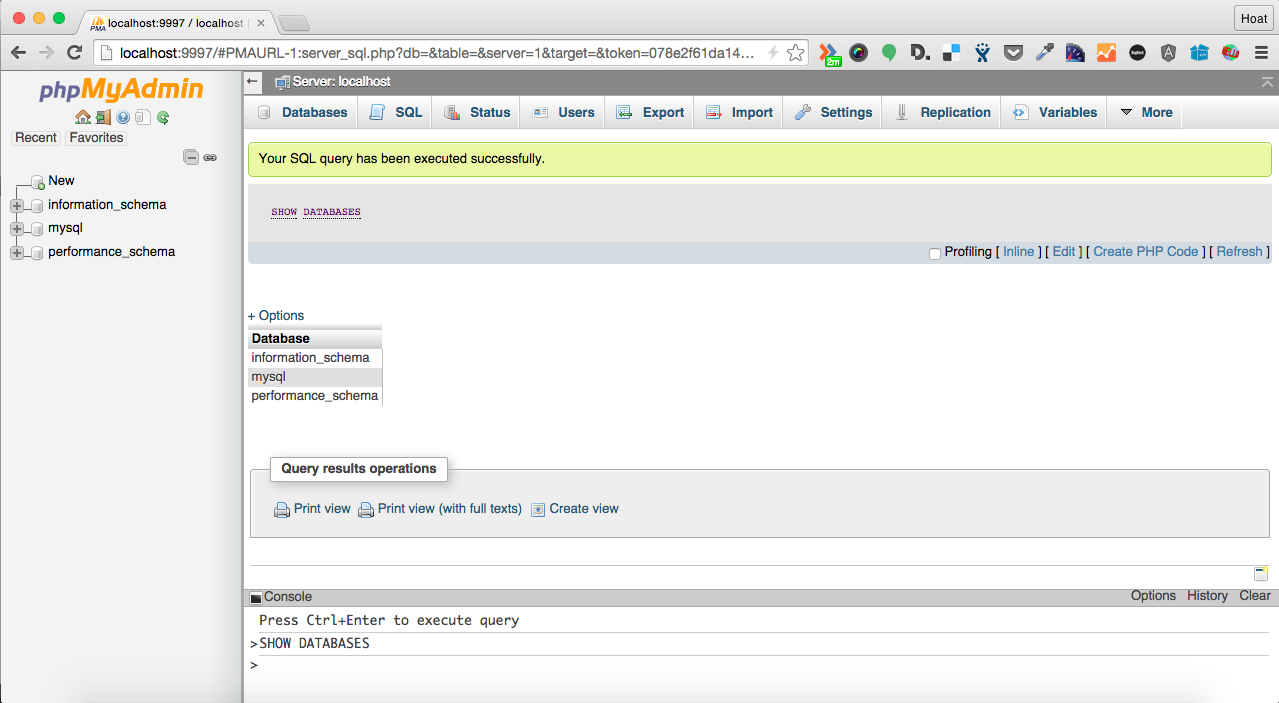 localhost:9997 / localhost
Hoat
localhost:9997/#PMAURL-1:server_sql.php?db=&table=&server=1&target=&token=078e2f61da14...
2m
phpMyAdmin
Recent Favorites
New
information_schema
mysql
performance_schema
Server: localhost
Databases SQL Status Users Export Import Settings Replication Variables More
Your SQL query has been executed successfully.
SHOW DATABASES
Profiling [ Inline ] [ Edit ] [ Create PHP Code ] [ Refresh ]
+ Options
Database
information_schema
mysql
performance_schema
Query results operations
Print view Print view (with full texts) Create view
Console Options History Clear
Press Ctrl+Enter to execute query
>SHOW DATABASES
>